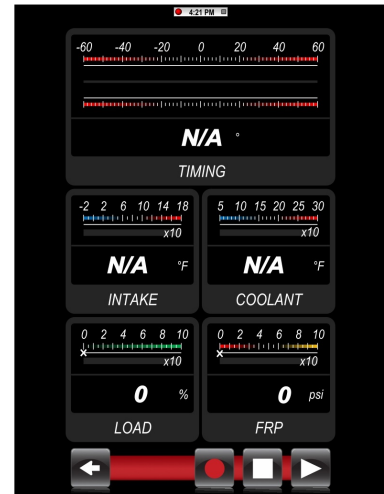 4:21 PM
-60 -40 -20 0 20 40 60
N/A °
TIMING
-2 2 6 10 14 18
x10
N/A °F
INTAKE
5 10 15 20 25 30
x10
N/A °F
COOLANT
0 2 4 6 8 10
x10
0 %
LOAD
0 2 4 6 8 10
x10
0 psi
FRP